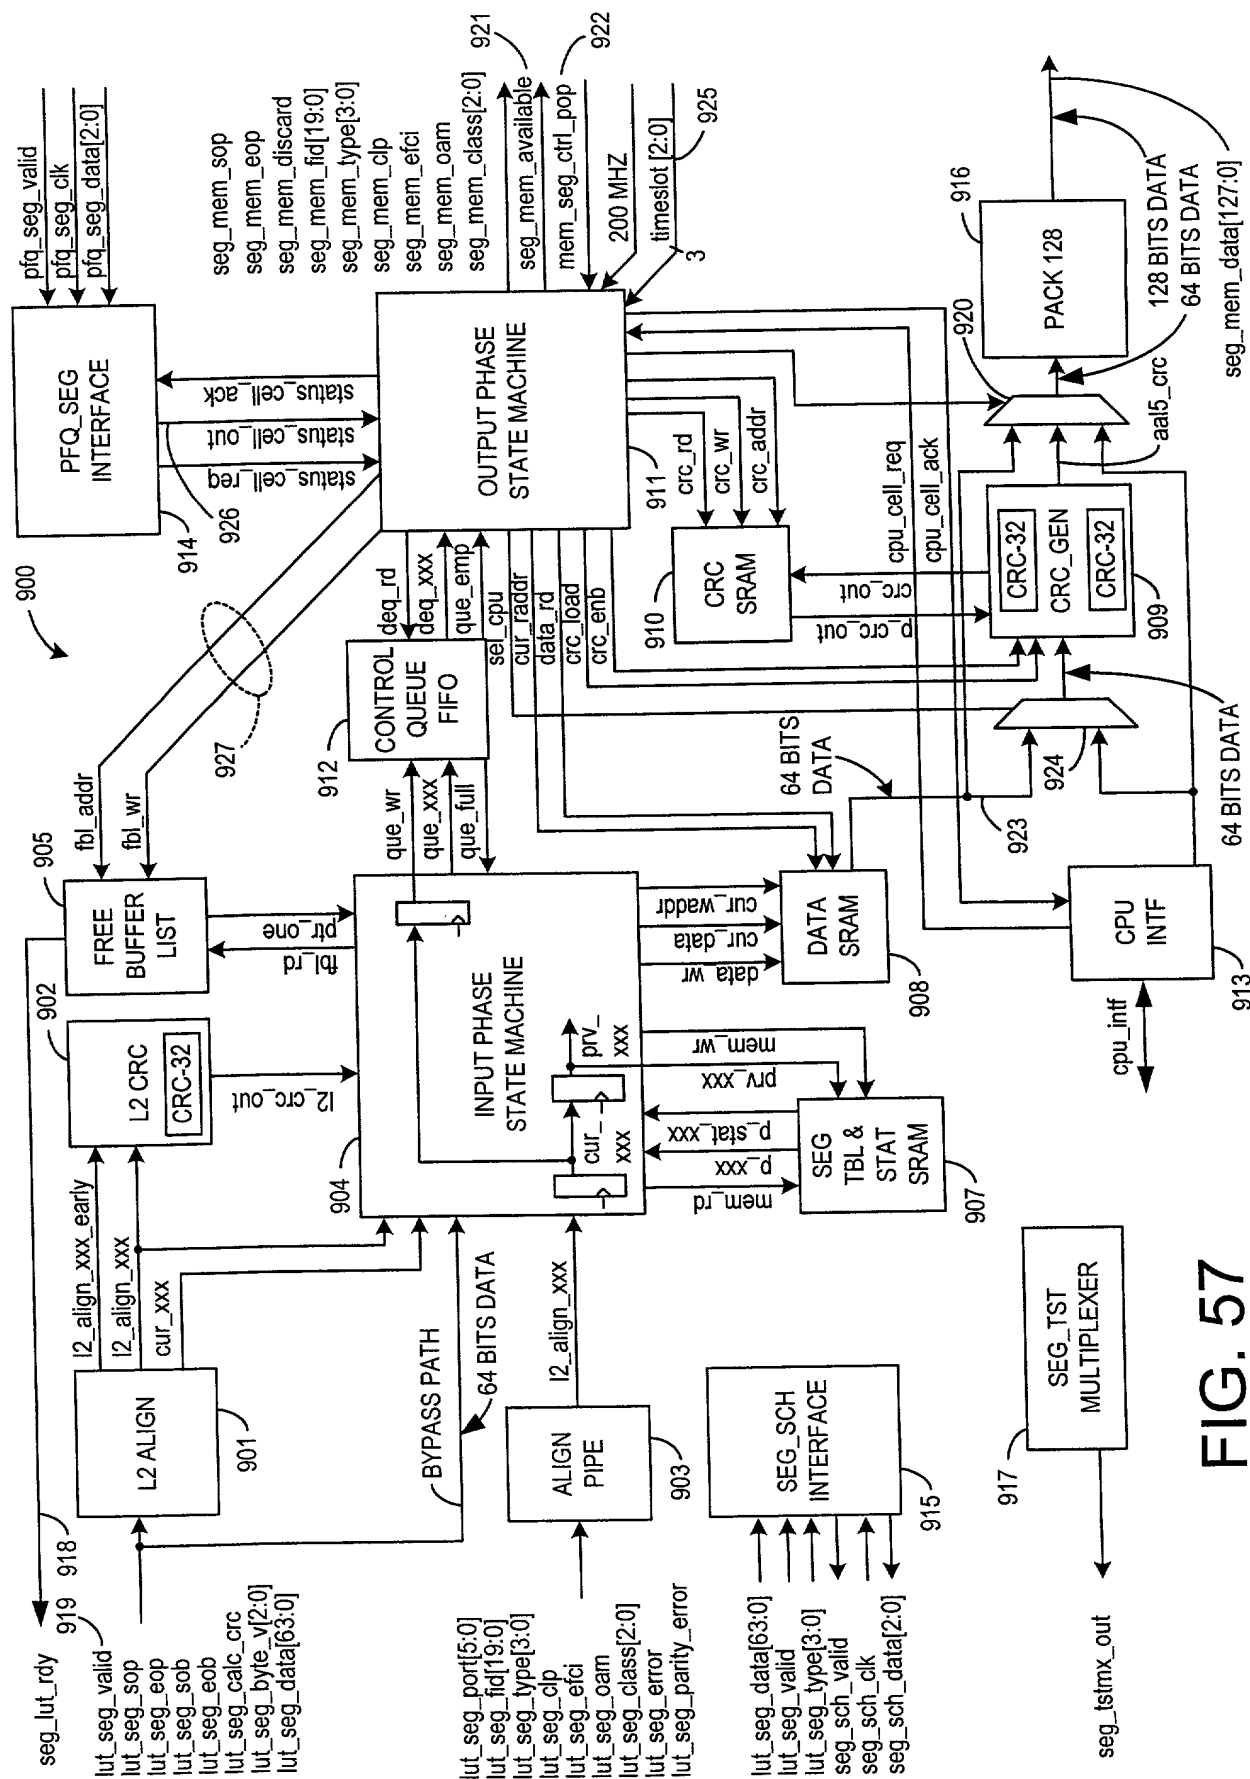 900
pfq_seg_valid
pfq_seg_clk
pfq_seg_data[2:0]
PFQ_SEG
INTERFACE
914
926
status_cell_req
status_cell_out
status_cell_ack
927
seg_mem_sop
seg_mem_eop
seg_mem_discard
seg_mem_fid[19:0]
seg_mem_type[3:0]
seg_mem_clp
seg_mem_efci
seg_mem_oam
seg_mem_class[2:0]
921
seg_mem_available
922
mem_seg_ctrl_pop
200 MHZ
timeslot [2:0]
3
925
OUTPUT PHASE
STATE MACHINE
911
deq_rd
deq_xxx
que_emp
sel_cpu
cur_raddr
data_rd
crc_load
crc_enb
CONTROL
QUEUE
FIFO
912
que_wr
que_xxx
que_full
fbl_addr
fbl_wr
905
FREE
BUFFER
LIST
ptr_one
fbl_rd
902
L2 CRC
CRC-32
l2_crc_out
904
INPUT PHASE
STATE MACHINE
cur_
xxx
prv_
xxx
l2_align_xxx_early
l2_align_xxx
cur_xxx
L2 ALIGN
901
918
seg_lut_rdy
919
lut_seg_valid
lut_seg_sop
lut_seg_eop
lut_seg_sob
lut_seg_eob
lut_seg_calc_crc
lut_seg_byte_v[2:0]
lut_seg_data[63:0]
BYPASS PATH
64 BITS DATA
l2_align_xxx
ALIGN
PIPE
903
lut_seg_port[5:0]
lut_seg_fid[19:0]
lut_seg_type[3:0]
lut_seg_clp
lut_seg_efci
lut_seg_oam
lut_seg_class[2:0]
lut_seg_error
lut_seg_parity_error
mem_rd
p_xxx
p_stat_xxx
prv_xxx
mem_wr
SEG
TBL &
STAT
SRAM
907
data_wr
cur_data
cur_waddr
DATA
SRAM
908
64 BITS
DATA
923
924
64 BITS DATA
crc_rd
crc_wr
crc_addr
CRC
SRAM
910
p_crc_out
crc_out
cpu_cell_req
cpu_cell_ack
CRC-32
CRC_GEN
CRC-32
909
aal5_crc
920
PACK 128
916
128 BITS DATA
64 BITS DATA
seg_mem_data[127:0]
CPU
INTF
913
cpu_intf
SEG_SCH
INTERFACE
915
lut_seg_data[63:0]
lut_seg_valid
lut_seg_type[3:0]
seg_sch_valid
seg_sch_clk
seg_sch_data[2:0]
SEG_TST
MULTIPLEXER
917
seg_tstmx_out
FIG. 57